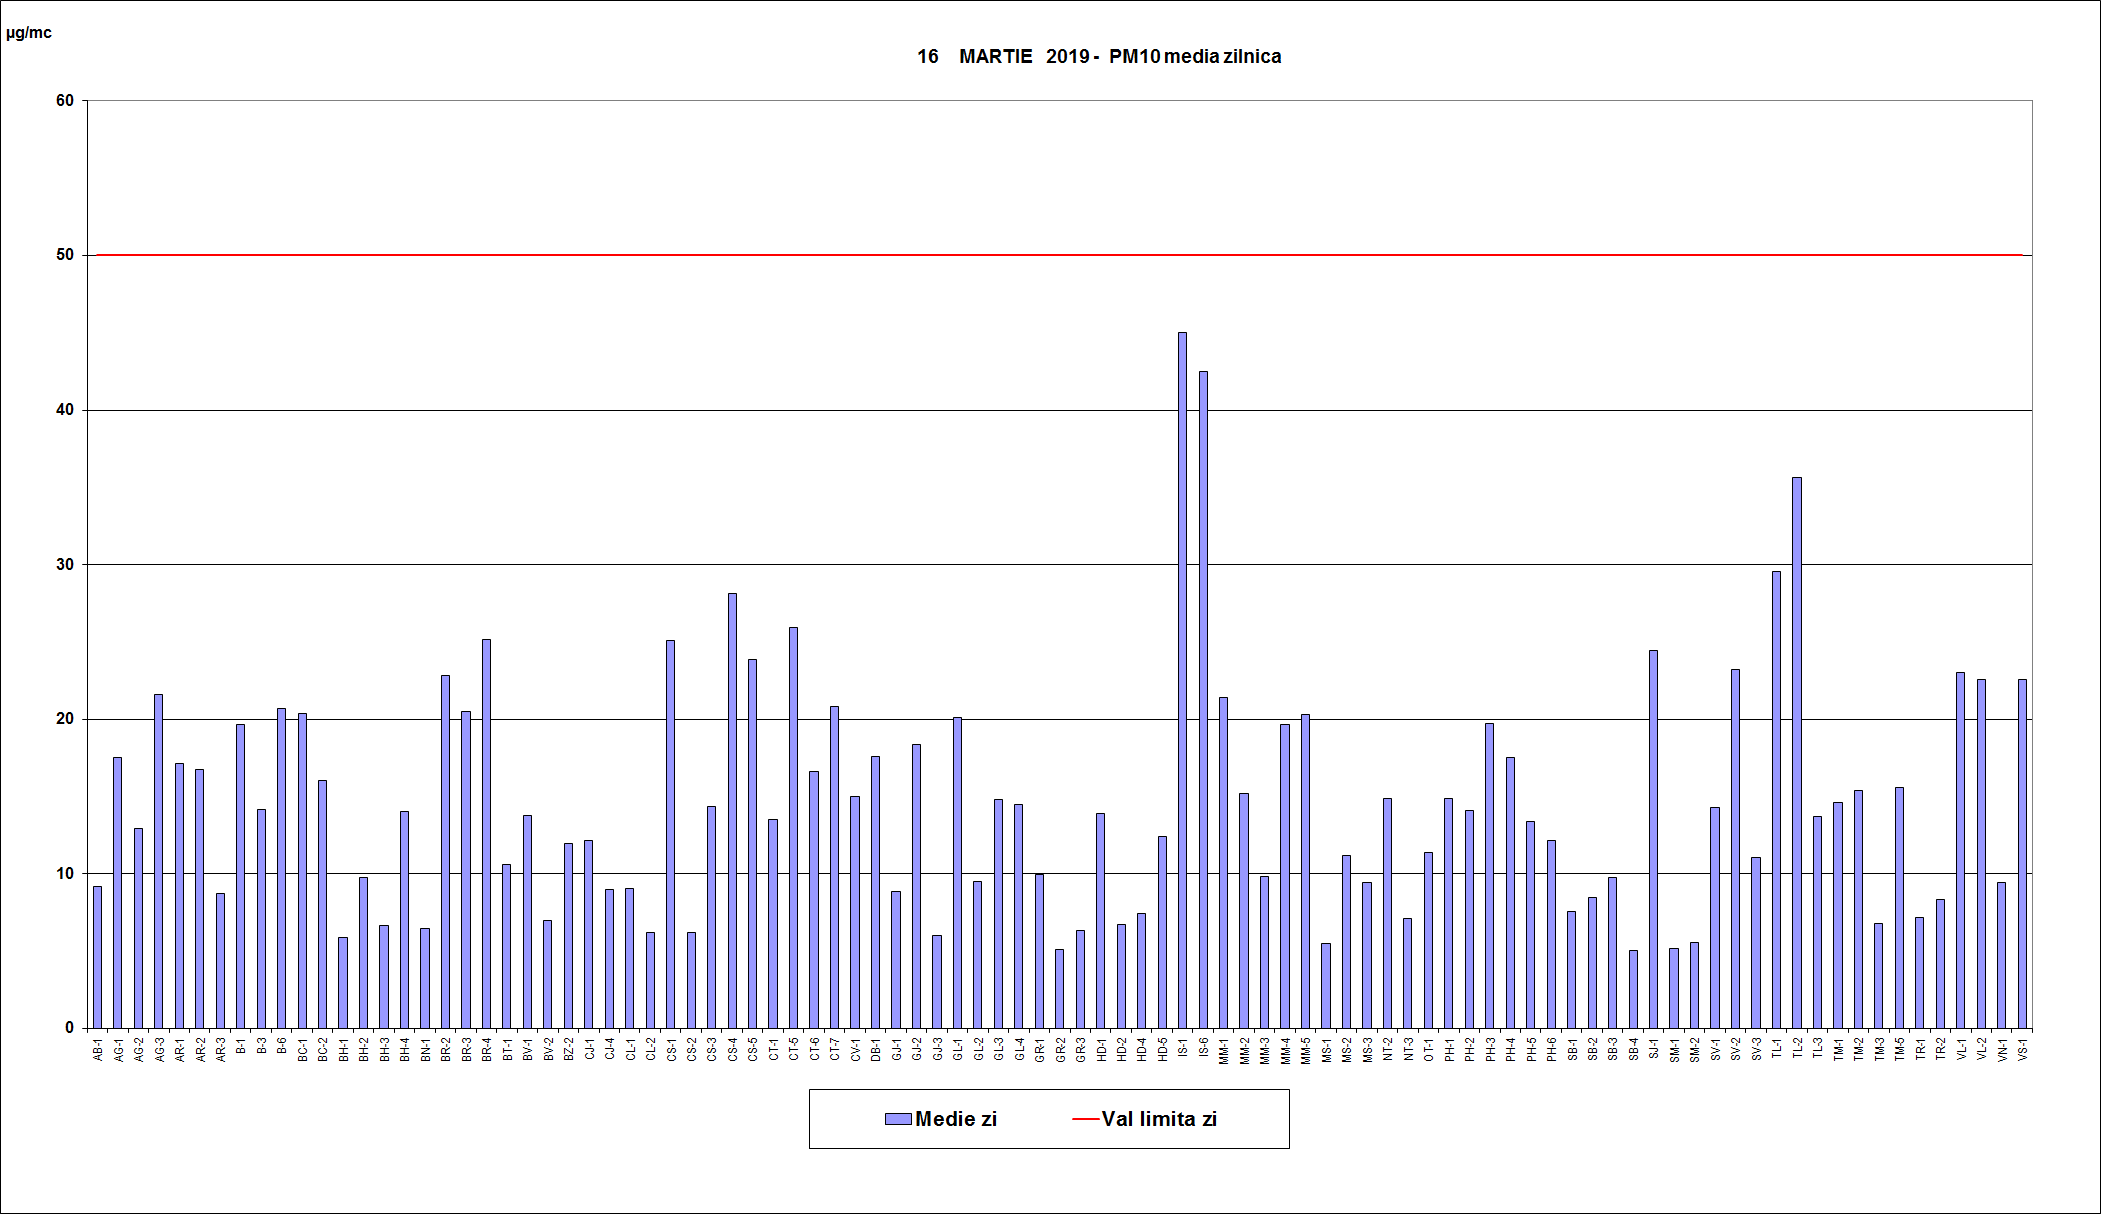 µg/mc
16 MARTIE 2019 - PM10 media zilnica
60
50
40
30
20
10
0
AB-1 AG-1 AG-2 AG-3 AR-1 AR-2 AR-3 B-1 B-3 B-6 BC-1 BC-2 BH-1 BH-2 BH-3 BH-4 BN-1 BR-2 BR-3 BR-4 BT-1 BV-1 BV-2 BZ-2 CJ-1 CJ-4 CL-1 CL-2 CS-1 CS-2 CS-3 CS-4 CS-5 CT-1 CT-5 CT-6 CT-7 CV-1 DB-1 GJ-1 GJ-2 GJ-3 GL-1 GL-2 GL-3 GL-4 GR-1 GR-2 GR-3 HD-1 HD-2 HD-4 HD-5 IS-1 IS-6 MM-1 MM-2 MM-3 MM-4 MM-5 MS-1 MS-2 MS-3 NT-2 NT-3 OT-1 PH-1 PH-2 PH-3 PH-4 PH-5 PH-6 SB-1 SB-2 SB-3 SB-4 SJ-1 SM-1 SM-2 SV-1 SV-2 SV-3 TL-1 TL-2 TL-3 TM-1 TM-2 TM-3 TM-5 TR-1 TR-2 VL-1 VL-2 VN-1 VS-1
Medie zi Val limita zi